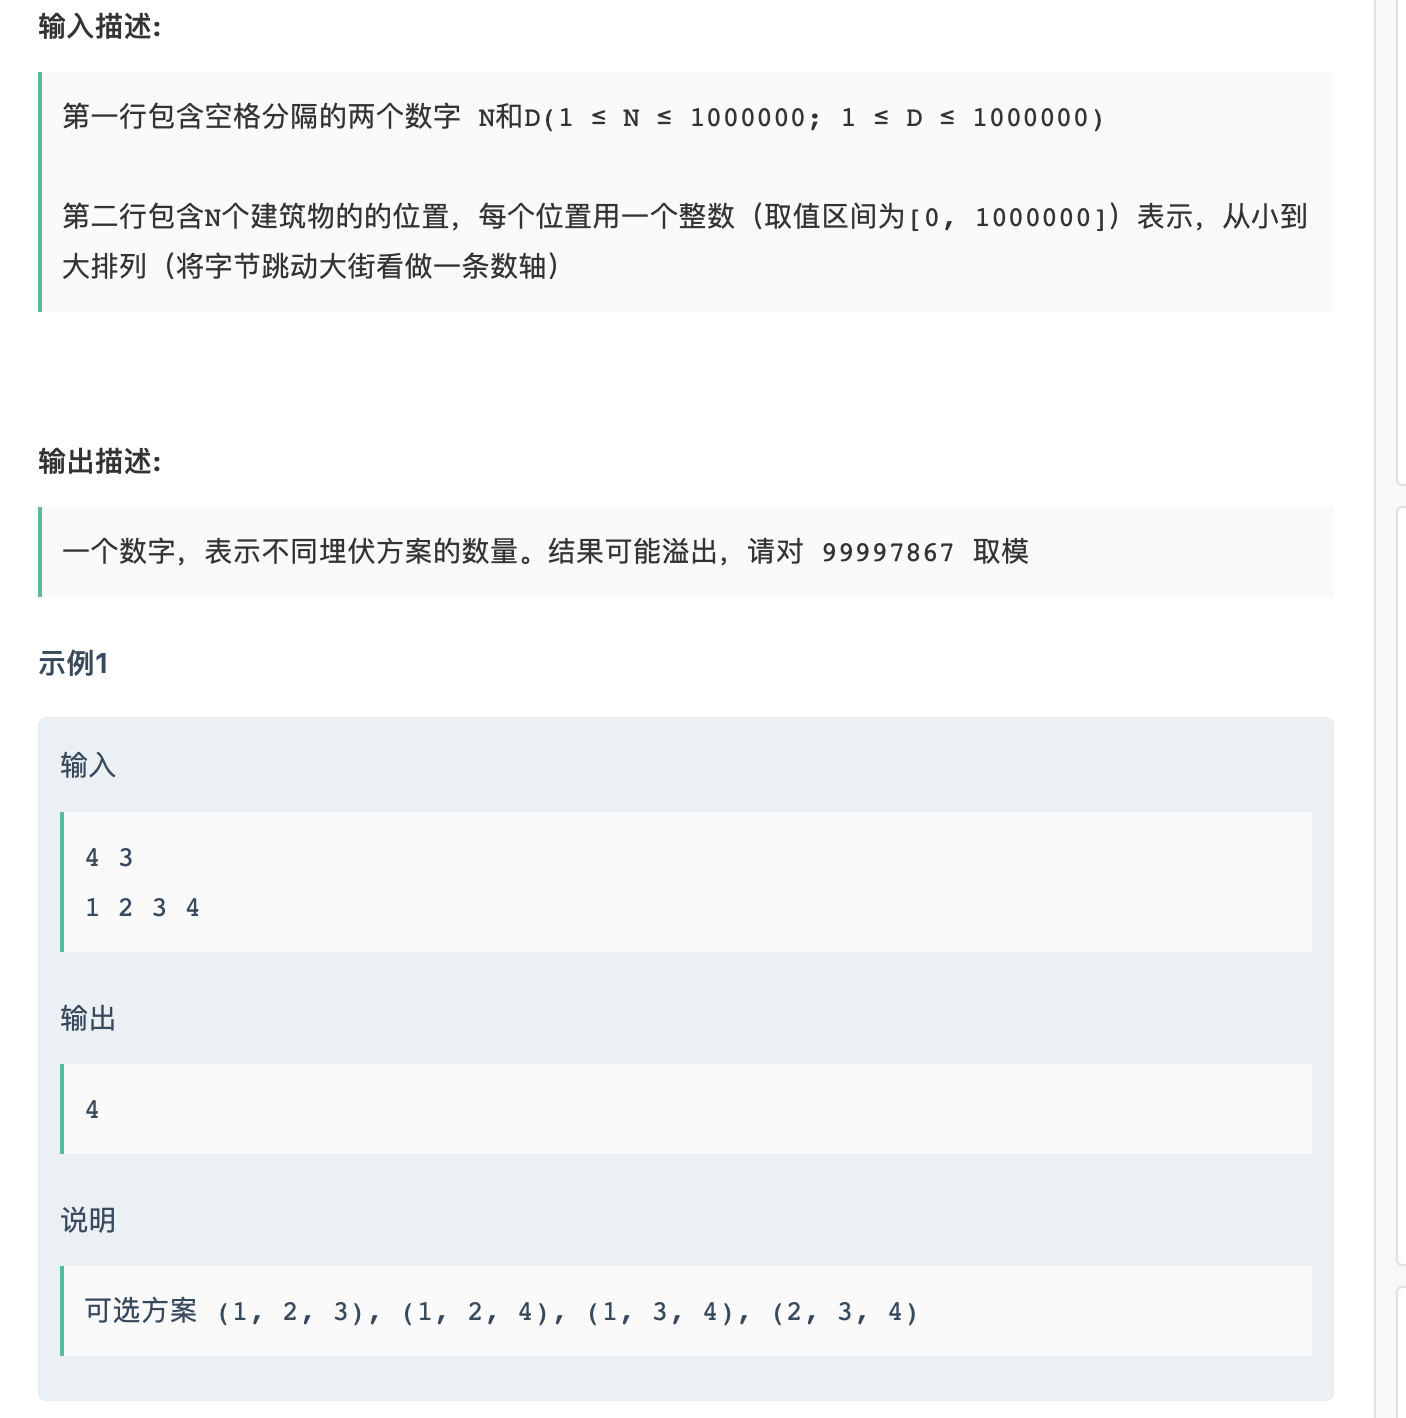 输入描述:
第一行包含空格分隔的两个数字 N和D(1 ≤ N ≤ 1000000; 1 ≤ D ≤ 1000000)
第二行包含N个建筑物的的位置，每个位置用一个整数（取值区间为[0, 1000000]）表示，从小到
大排列（将字节跳动大街看做一条数轴）
输出描述:
一个数字，表示不同埋伏方案的数量。结果可能溢出，请对 99997867 取模
示例1
输入
4 3
1 2 3 4
输出
4
说明
可选方案 (1, 2, 3), (1, 2, 4), (1, 3, 4), (2, 3, 4)